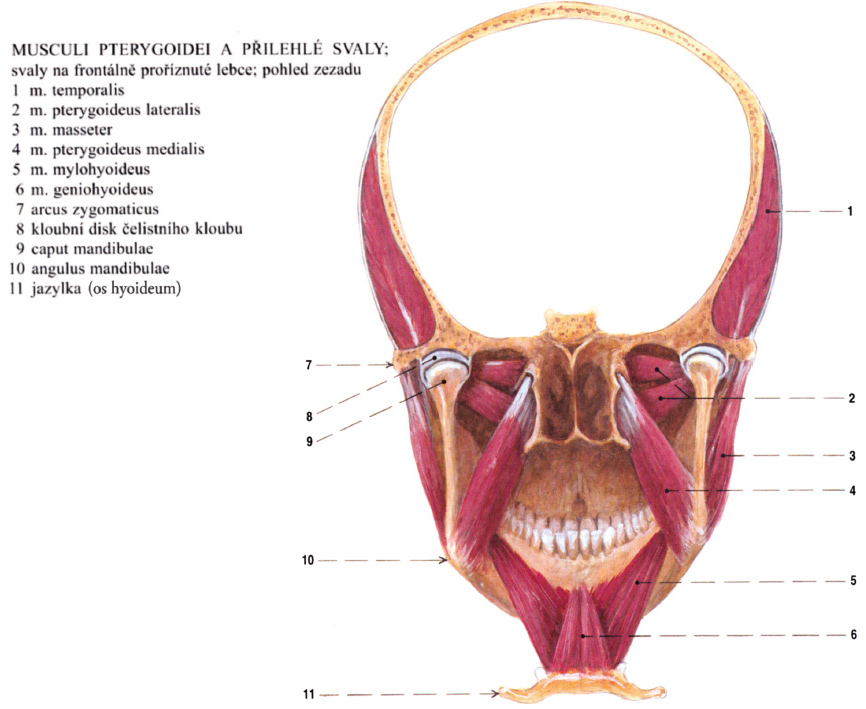 MUSCULI PTERYGOIDEI A PŘILEHLÉ SVALY;
svaly na frontálně proříznuté lebce; pohled zezadu
1 m. temporalis
2 m. pterygoideus lateralis
3 m. masseter
4 m. pterygoideus medialis
5 m. mylohyoideus
6 m. geniohyoideus
7 arcus zygomaticus
8 kloubní disk čelistního kloubu
9 caput mandibulae
10 angulus mandibulae
11 jazylka (os hyoideum)
1
7
2
8
9
3
4
10
5
6
11